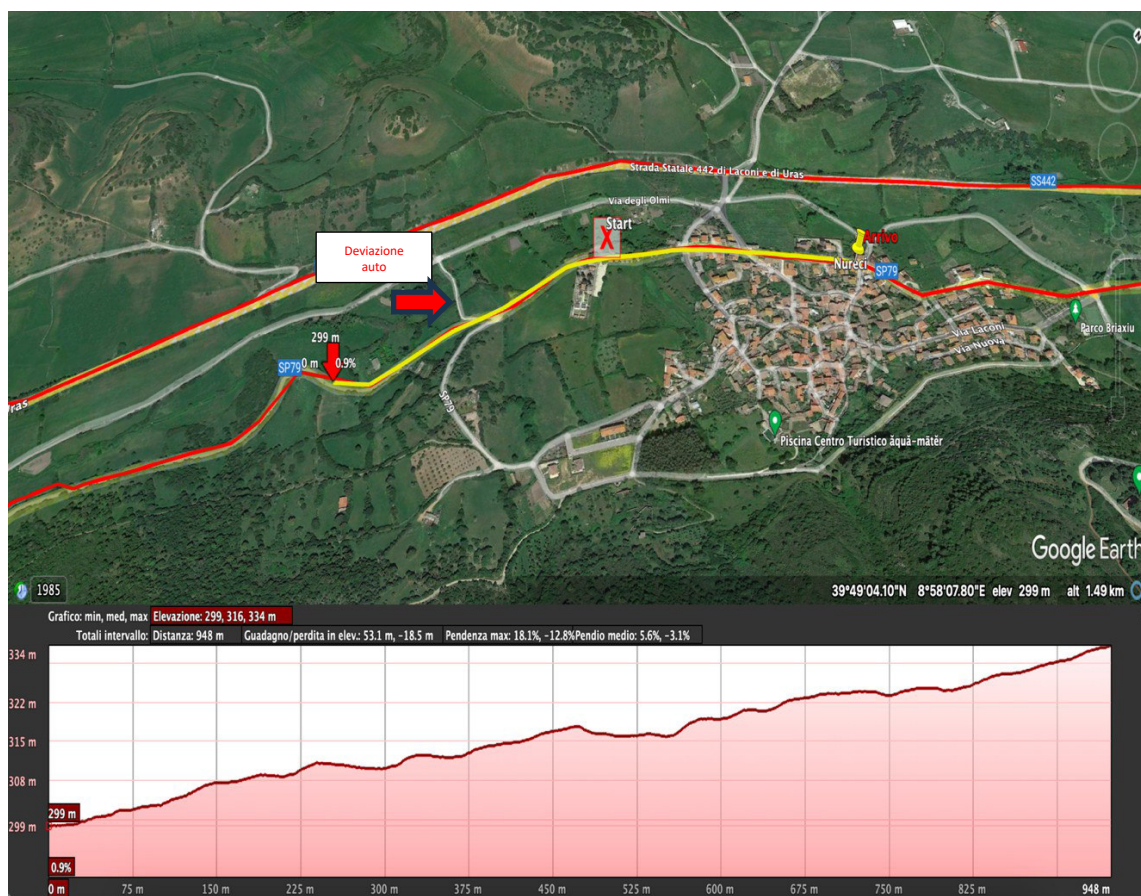 Strada Statale 442 di Laconi e di Uras
SS442
Via degli Olmi
Start
X
Deviazione
auto
Arrivo
Nureci
SP79
299 m
SP79
0 m
0.9%
Uras
SP79
Parco Briaxiu
Via Laconi
Via Nuova
Piscina Centro Turistico ăquā-mātĕr
Google Earth
1985
39°49'04.10"N 8°58'07.80"E elev 299 m alt 1.49 km
Grafico: min, med, max Elevazione: 299, 316, 334 m
Totali intervallo: Distanza: 948 m Guadagno/perdita in elev.: 53.1 m, -18.5 m Pendenza max: 18.1%, -12.8% Pendio medio: 5.6%, -3.1%
334 m
322 m
315 m
308 m
299 m
299 m
0.9%
0 m 75 m 150 m 225 m 300 m 375 m 450 m 525 m 600 m 675 m 750 m 825 m 948 m